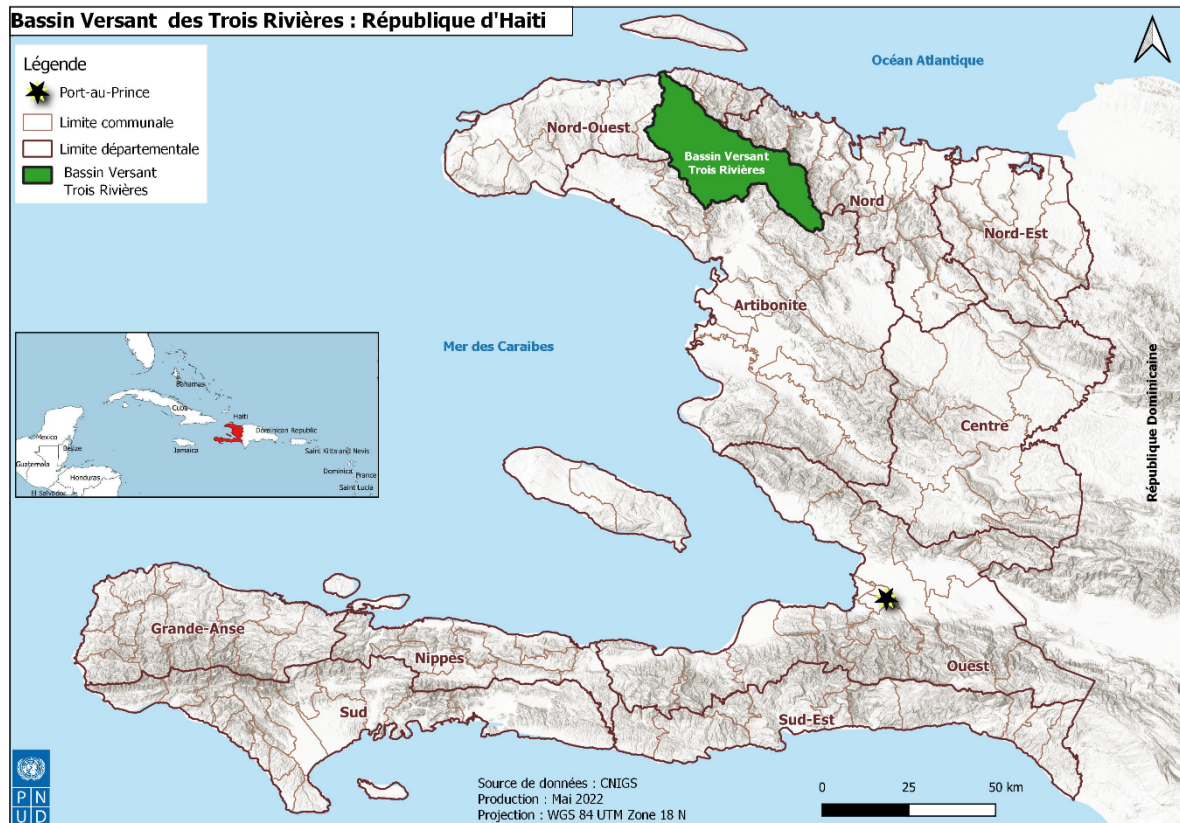 Bassin Versant des Trois Rivières : République d'Haiti
Légende
Port-au-Prince
Limite communale
Limite départementale
Bassin Versant
Trois Rivières
Océan Atlantique
Nord-Ouest
Bassin Versant
Trois Rivières
Nord
Nord-Est
Artibonite
Mer des Caraibes
République Dominicaine
Centre
Bahamas
Cuba
Haiti
Dominican Republic
Mexico
Belize
Jamaica
Saint Kitts and Nevis
Guatemala
Honduras
Dominica
France
El Salvador
Saint Lucia
Grande-Anse
Nippes
Ouest
Sud
Sud-Est
Source de données : CNIGS
Production : Mai 2022
Projection : WGS 84 UTM Zone 18 N
0 25 50 km
P N
U D